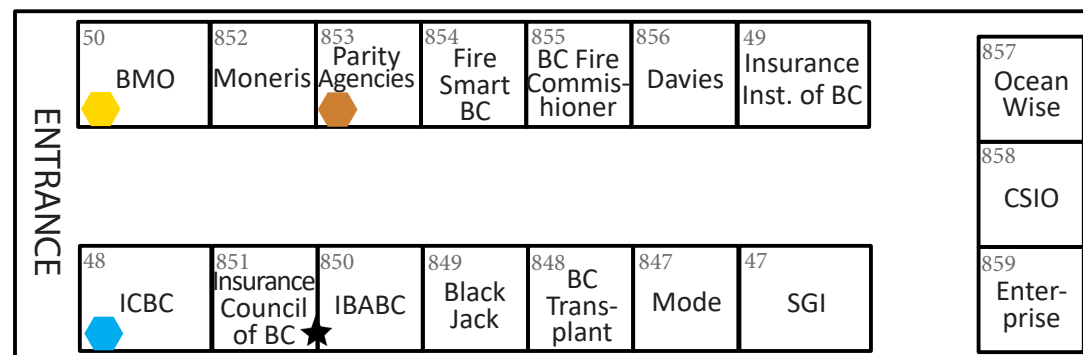 ENTRANCE
50
BMO
852
Moneris
853
Parity
Agencies
854
Fire
Smart
BC
855
BC Fire
Commis-
hioner
856
Davies
49
Insurance
Inst. of BC
857
Ocean
Wise
858
CSIO
859
Enter-
prise
48
ICBC
851
Insurance
Council
of BC
850
IBABC
849
Black
Jack
848
BC
Trans-
plant
847
Mode
47
SGI